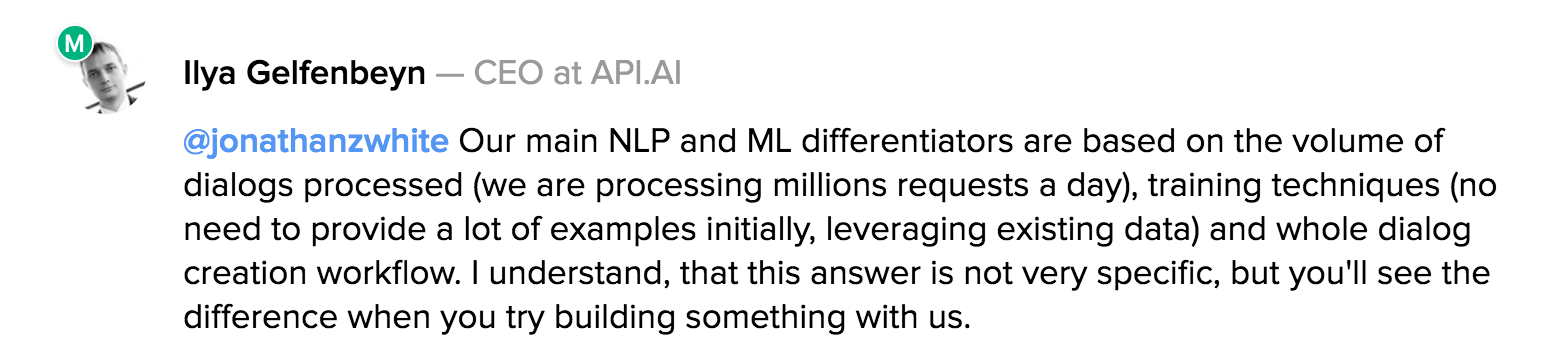 M
Ilya Gelfenbeyn — CEO at API.AI
@jonathanzwhite Our main NLP and ML differentiators are based on the volume of
dialogs processed (we are processing millions requests a day), training techniques (no
need to provide a lot of examples initially, leveraging existing data) and whole dialog
creation workflow. I understand, that this answer is not very specific, but you'll see the
difference when you try building something with us.